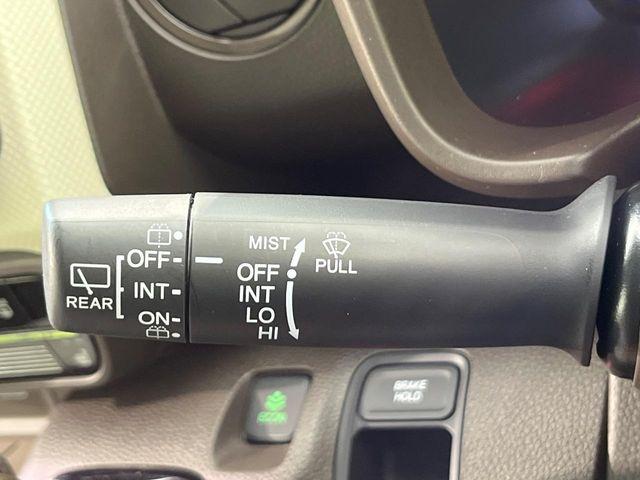 MIST
OFF
OFF
PULL
REAR
INT
INT
ON
LO
HI
ECON
BRAKE
HOLD